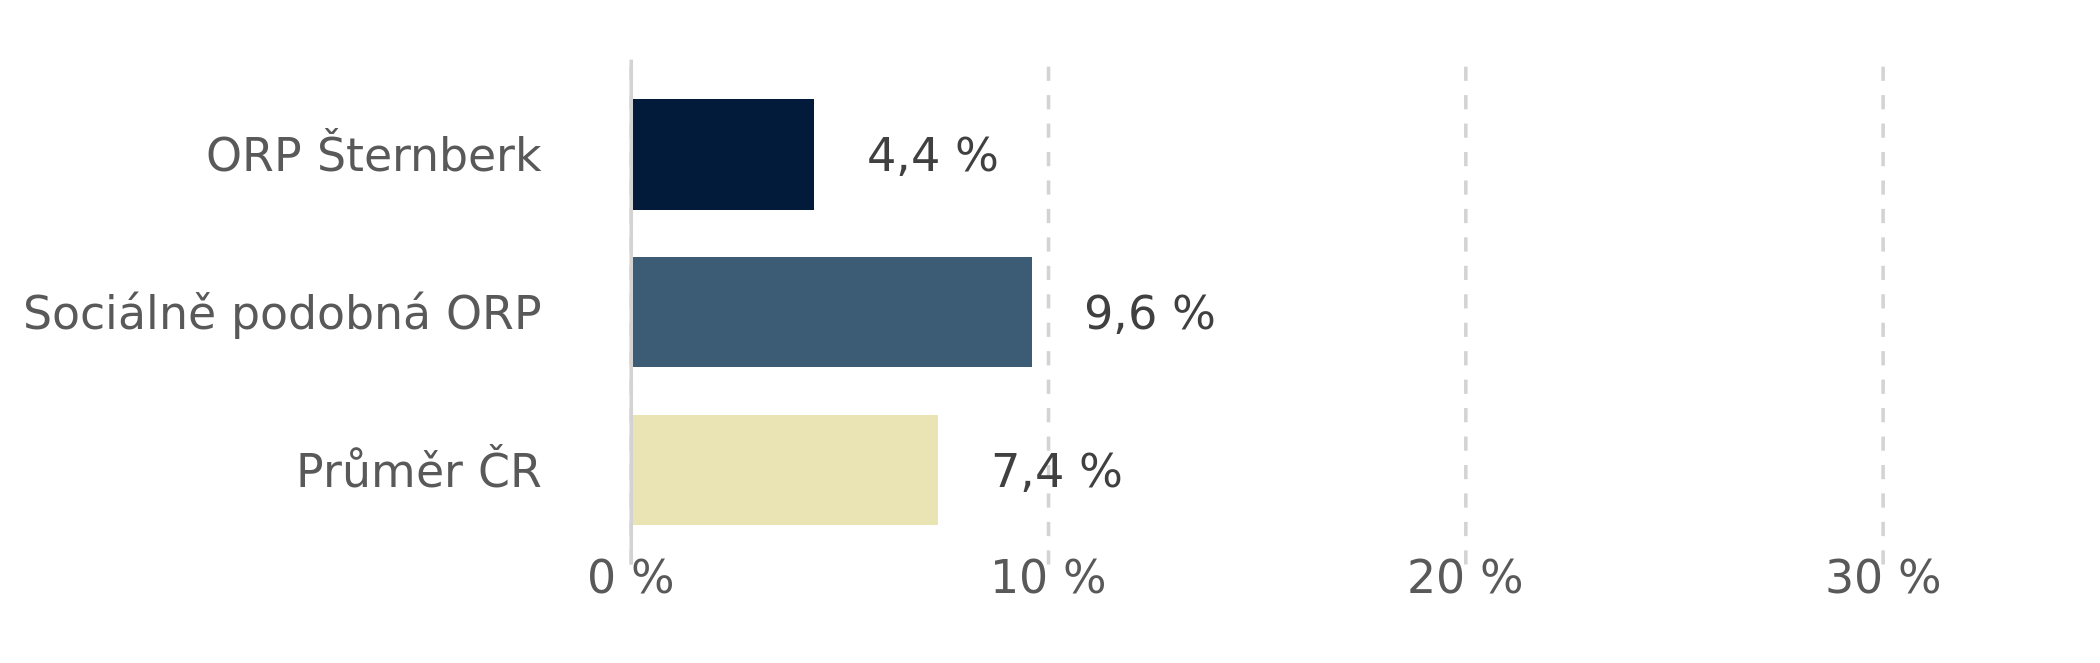 ORP Šternberk 4,4 %
Sociálně podobná ORP 9,6 %
Průměr ČR 7,4 %
0 % 10 % 20 % 30 %